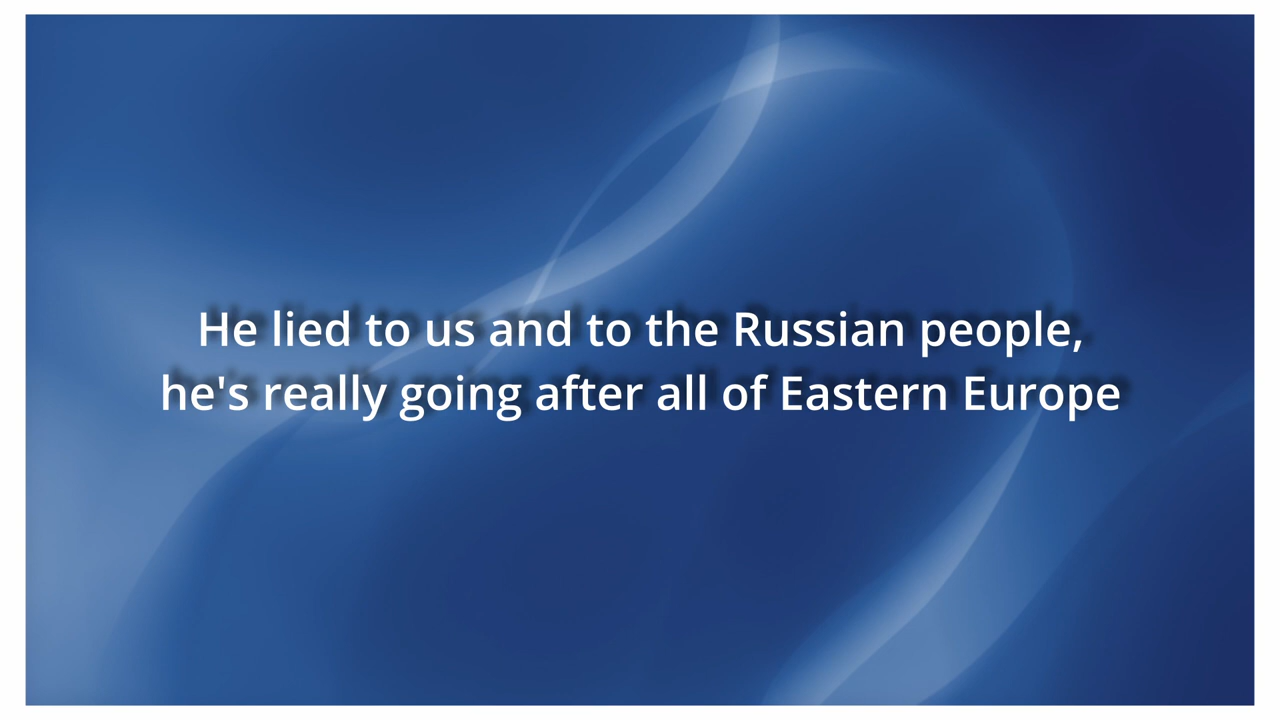 He lied to us and to the Russian people,
he's really going after all of Eastern Europe